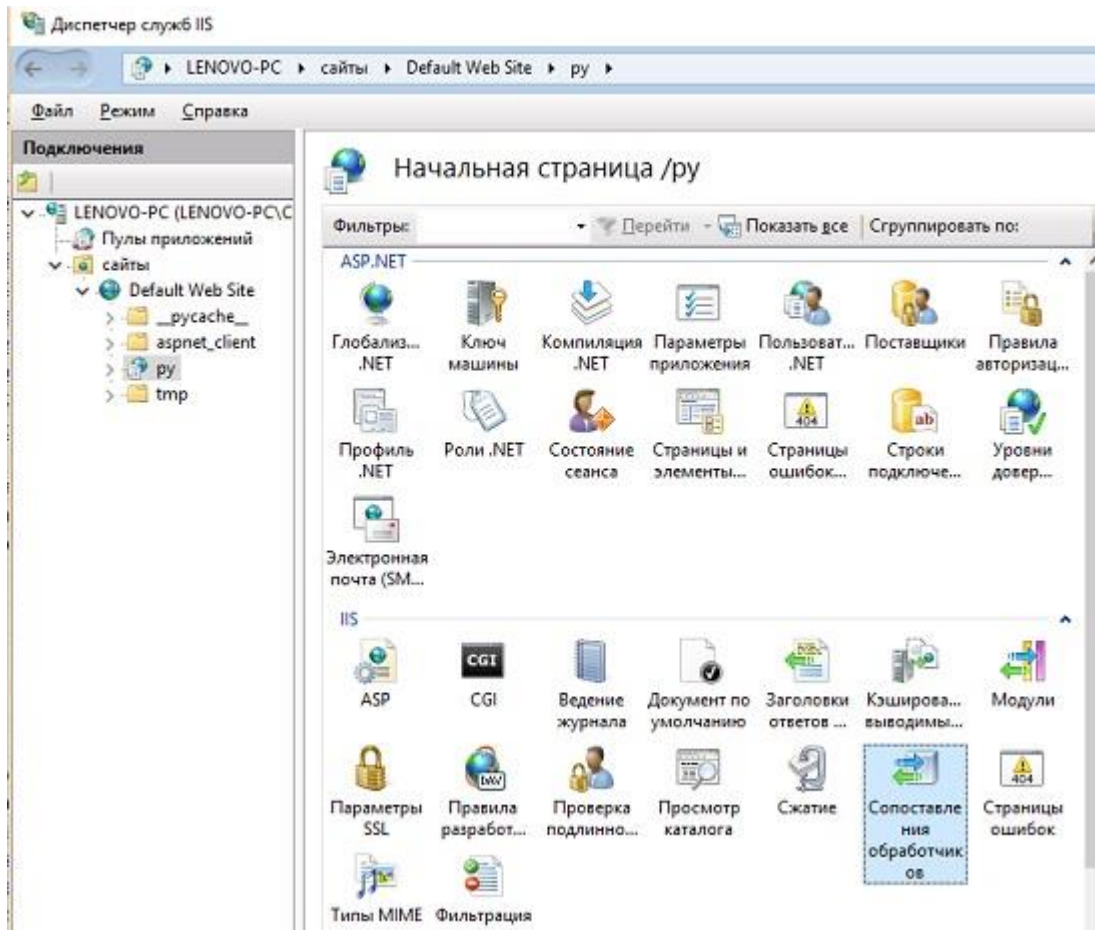 Диспетчер служб IIS
LENOVO-PC сайты Default Web Site py
Файл Режим Справка
Подключения
LENOVO-PC (LENOVO-PC\C
Пулы приложений
сайты
Default Web Site
__pycache__
aspnet_client
py
tmp
Начальная страница /py
Фильтры: Перейти Показать все Сгруппировать по:
ASP.NET
Глобализ... Ключ Компиляция Параметры Пользоват... Поставщики Правила
.NET машины .NET приложения .NET авторизац...
Профиль Роли .NET Состояние Страницы и Страницы Строки Уровни
.NET сеанса элементы... ошибок... подключе... довер...
Электронная
почта (SM...
IIS
ASP CGI Ведение Документ по Заголовки Кэширова... Модули
журнала умолчанию ответов ... выводимы...
Параметры Правила Проверка Просмотр Сжатие Сопоставле Страницы
SSL разработ... подлинно... каталога ния ошибок
обработчик
ов
Типы MIME Фильтрация